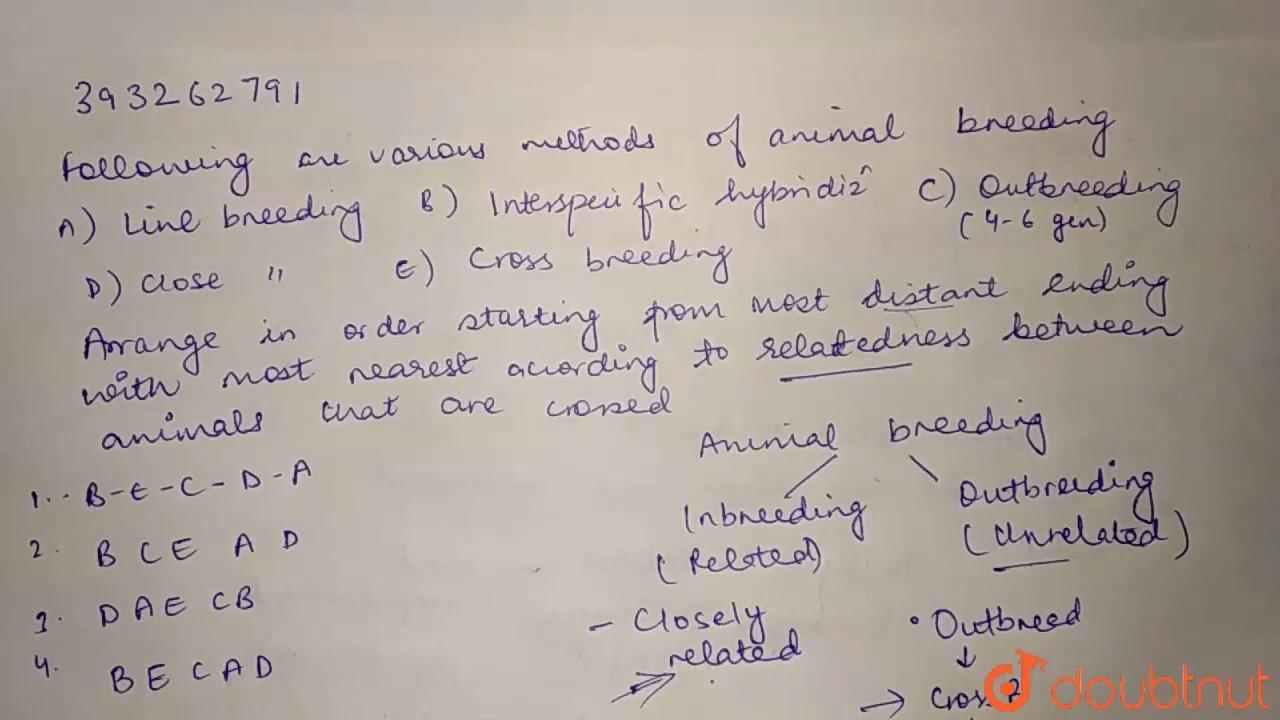 393262791
Following are various methods of animal breeding
A) Line breeding B) Interspecific hybridizⁿ C) Outbreeding
(4-6 gen)
D) Close " E) Cross breeding
Arrange in order starting from most distant ending
with most nearest according to relatedness between
animals that are crossed
1. B-E-C-D-A
2. B C E A D
3. D A E C B
4. B E C A D
Animal breeding
Inbreeding
(Related)
- Closely
related
Outbreeding
(Unrelated)
• Outbreed
↓
→ Cross
doubtnut